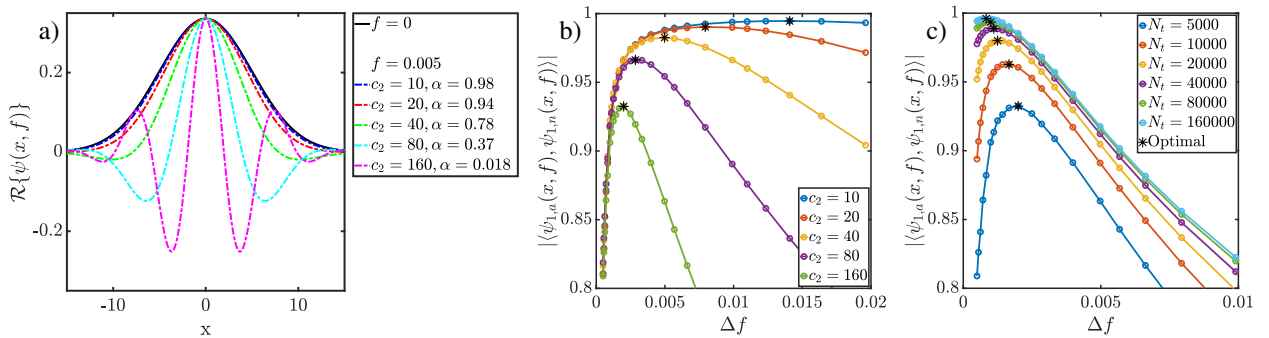 a)
0.2
0
-0.2
-10
0
10
x
ℛ{ψ(x, f)}
f = 0
f = 0.005
c₂ = 10, α = 0.98
c₂ = 20, α = 0.94
c₂ = 40, α = 0.78
c₂ = 80, α = 0.37
c₂ = 160, α = 0.018
b)
1
0.95
0.9
0.85
0.8
0
0.005
0.01
0.015
0.02
Δf
|⟨ψ₁,ₐ(x, f), ψ₁,ₙ(x, f)⟩|
c₂ = 10
c₂ = 20
c₂ = 40
c₂ = 80
c₂ = 160
c)
1
0.95
0.9
0.85
0.8
0
0.005
0.01
Δf
|⟨ψ₁,ₐ(x, f), ψ₁,ₙ(x, f)⟩|
Nₜ = 5000
Nₜ = 10000
Nₜ = 20000
Nₜ = 40000
Nₜ = 80000
Nₜ = 160000
Optimal